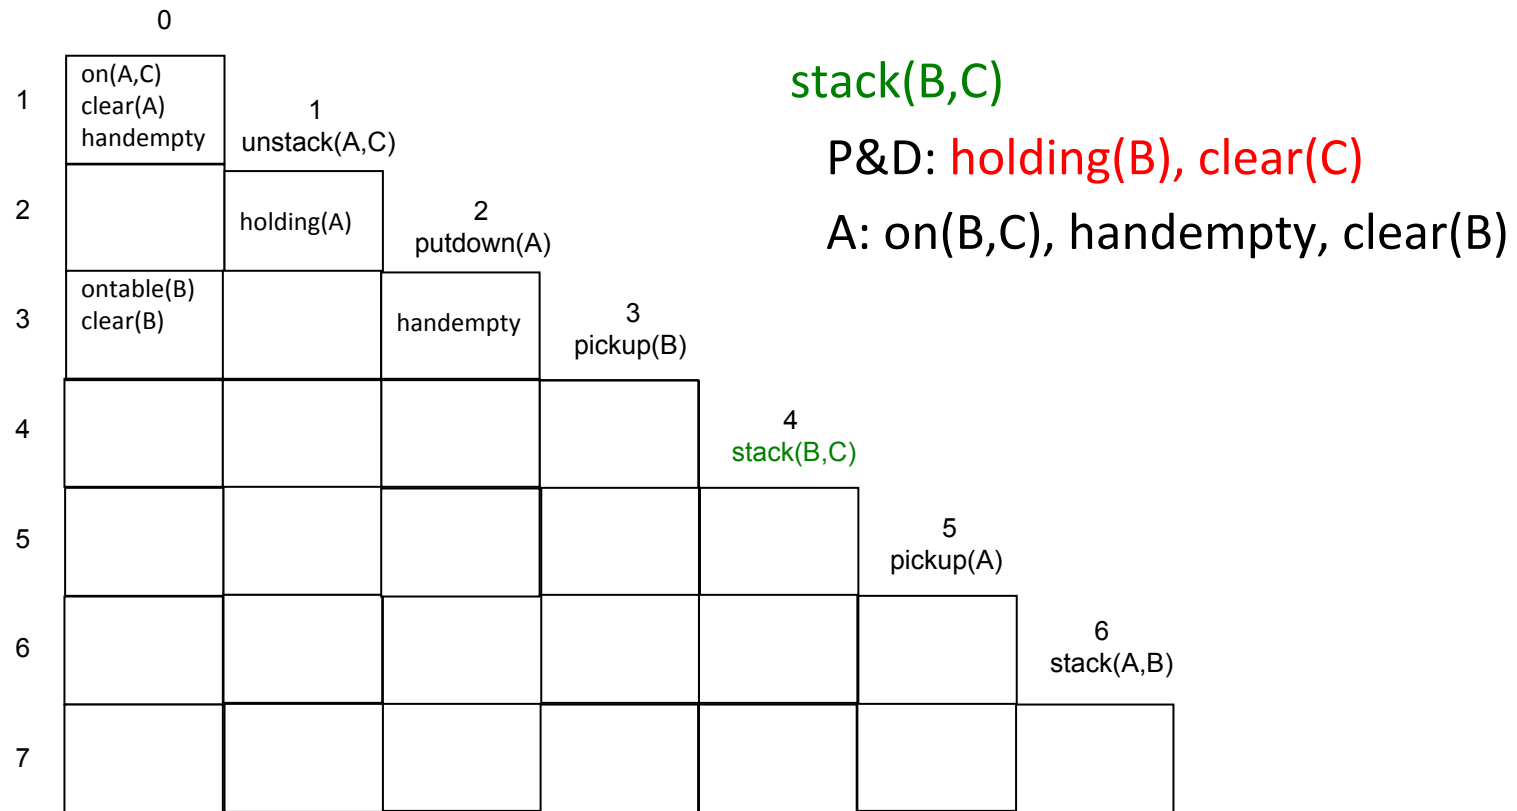 0
1
on(A,C)
clear(A)
handempty
1
unstack(A,C)
stack(B,C)
P&D: holding(B), clear(C)
A: on(B,C), handempty, clear(B)
2
holding(A)
2
putdown(A)
3
ontable(B)
clear(B)
handempty
3
pickup(B)
4
4
stack(B,C)
5
5
pickup(A)
6
6
stack(A,B)
7